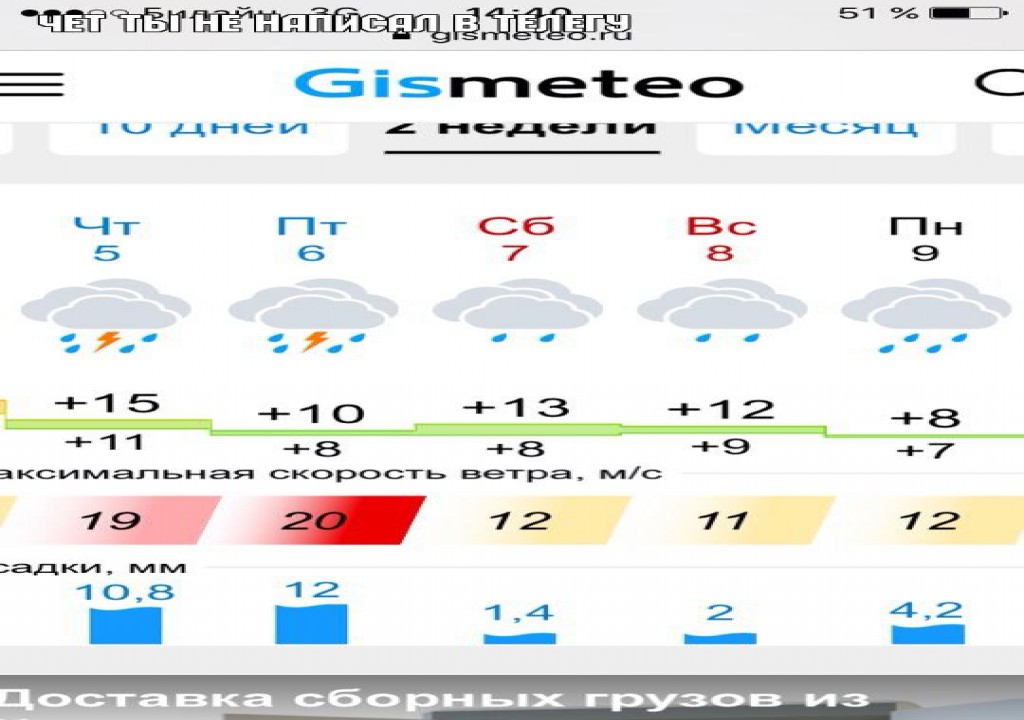 ЧЕТ ТЫ НЕ НАПИСАЛ В ТЕЛЕГУ
51 %
gismeteo.ru
Gismeteo
10 дней 2 недели Месяц
Чт Пт Сб Вс Пн
5 6 7 8 9
+15 +10 +13 +12 +8
+11 +8 +8 +9 +7
аксимальная скорость ветра, м/с
19 20 12 11 12
садки, мм
10,8 12 1,4 2 4,2
Доставка сборных грузов из